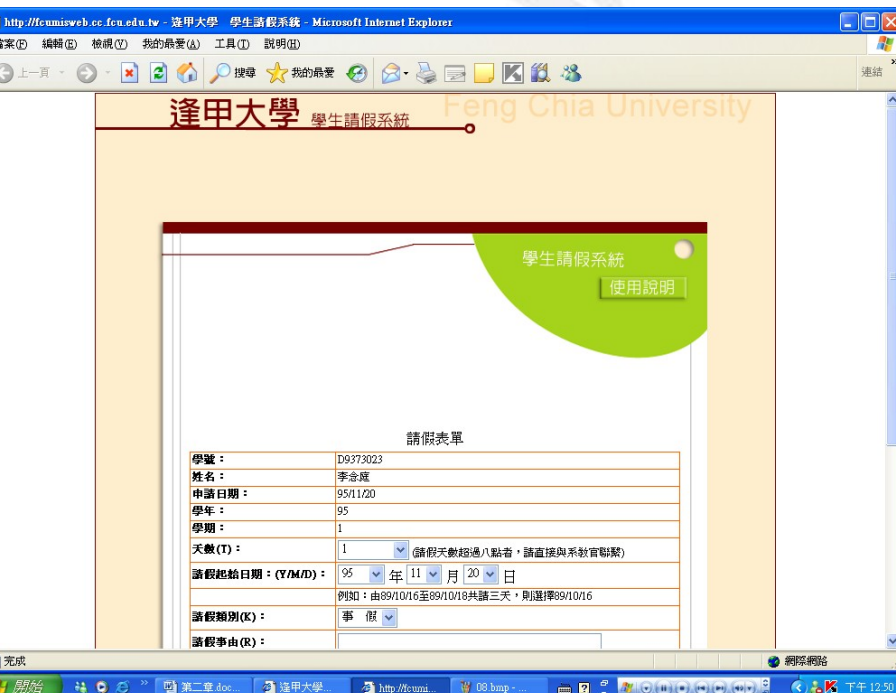 http://fcumisweb.cc.fcu.edu.tw - 逢甲大學 學生請假系統 - Microsoft Internet Explorer
檔案(F) 編輯(E) 檢視(V) 我的最愛(A) 工具(T) 說明(H)
上一頁 搜尋 我的最愛 連結
逢甲大學 學生請假系統 Feng Chia University
學生請假系統
使用說明
請假表單
學號： D9373023
姓名： 李念庭
申請日期： 95/11/20
學年： 95
學期： 1
天數(T)： 1 (請假天數超過八點者，請直接與系教官聯繫)
請假起始日期：(Y/M/D)： 95 年 11 月 20 日
例如：由89/10/16至89/10/18共請三天，則選擇89/10/16
請假類別(K)： 事 假
請假事由(R)：
完成 網際網路
開始 第二章.doc... 逢甲大學... http://fcumi... 08.bmp - ... 下午 12:58